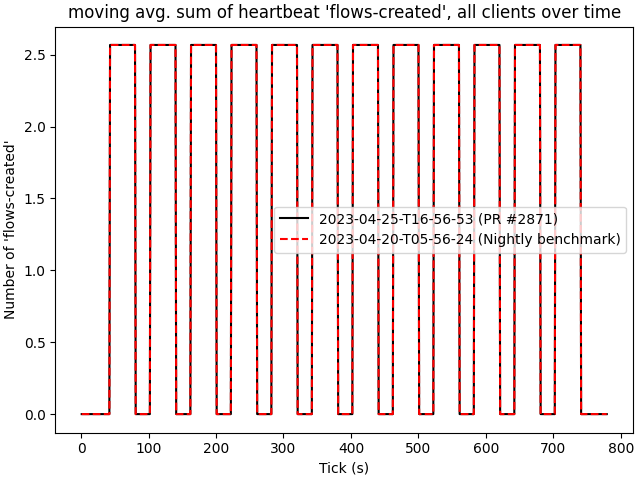 moving avg. sum of heartbeat 'flows-created', all clients over time
Number of 'flows-created'
2.5
2.0
1.5
1.0
0.5
0.0
2023-04-25-T16-56-53 (PR #2871)
2023-04-20-T05-56-24 (Nightly benchmark)
0 100 200 300 400 500 600 700 800
Tick (s)